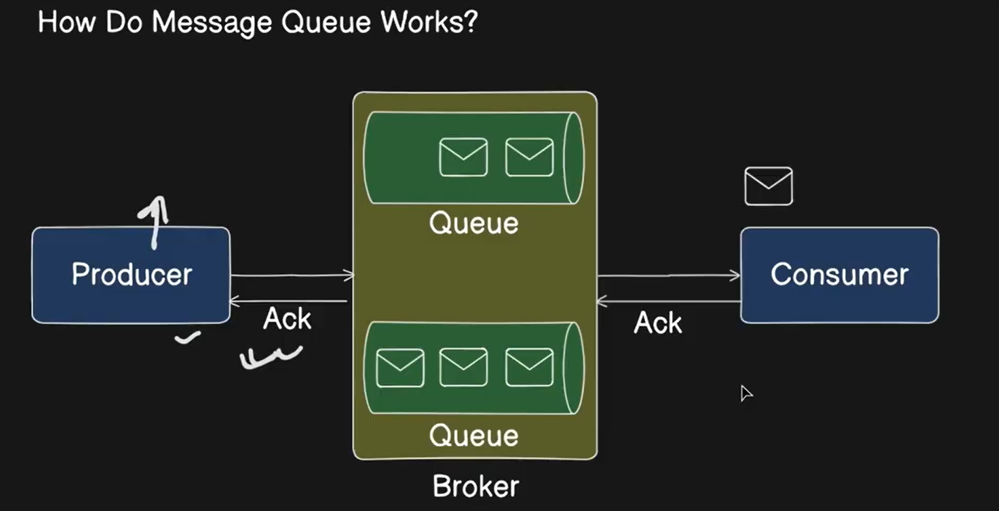 How Do Message Queue Works?
Queue
Producer
Ack
Consumer
Ack
Queue
Broker